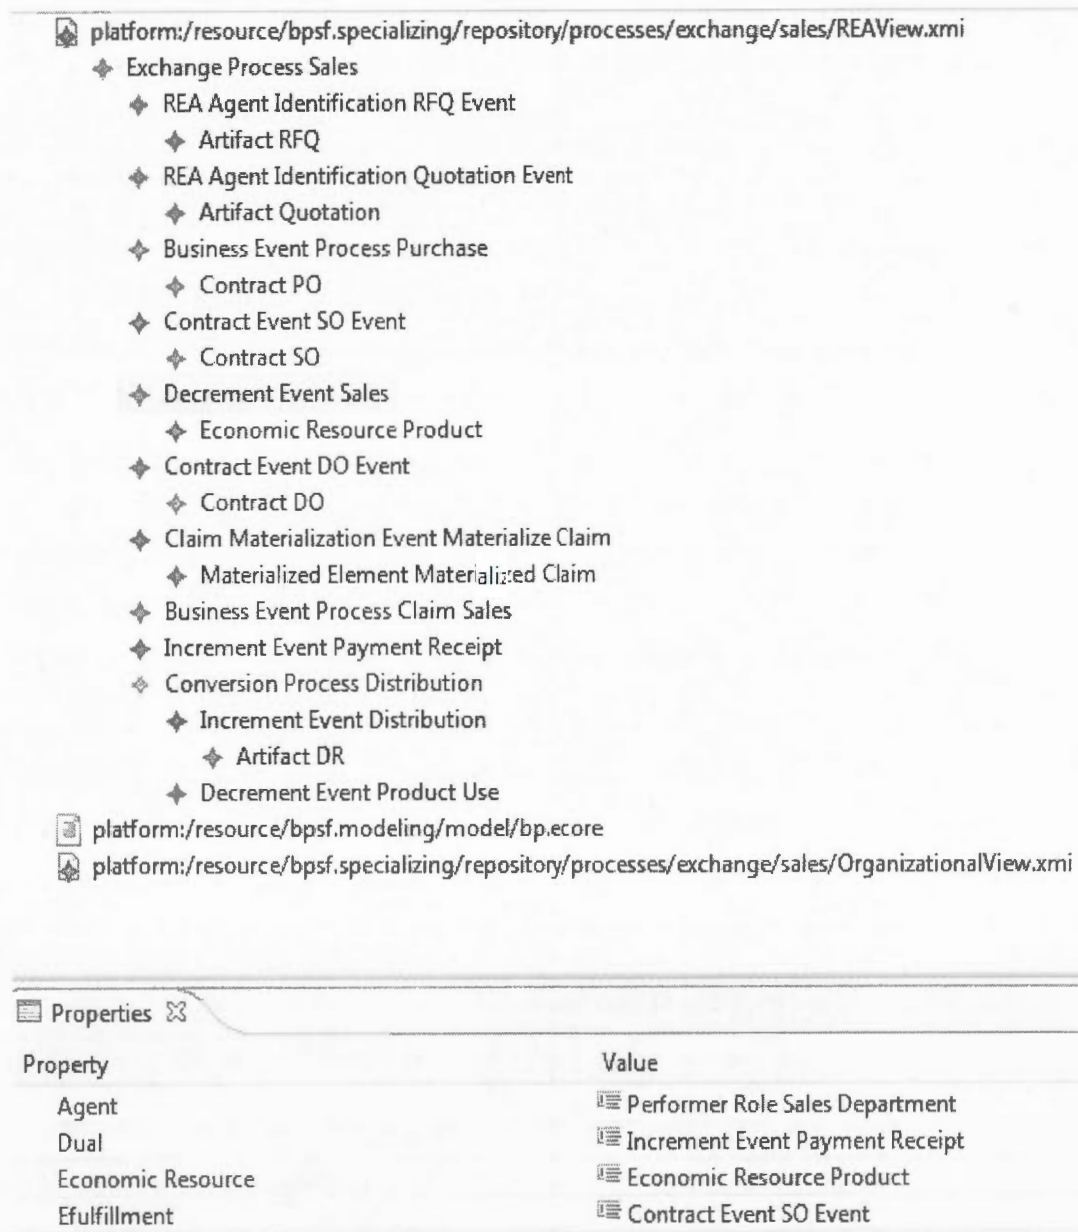 platform:/resource/bpsf.specializing/repository/processes/exchange/sales/REAView.xmi
Exchange Process Sales
REA Agent Identification RFQ Event
Artifact RFQ
REA Agent Identification Quotation Event
Artifact Quotation
Business Event Process Purchase
Contract PO
Contract Event SO Event
Contract SO
Decrement Event Sales
Economic Resource Product
Contract Event DO Event
Contract DO
Claim Materialization Event Materialize Claim
Materialized Element Materialized Claim
Business Event Process Claim Sales
Increment Event Payment Receipt
Conversion Process Distribution
Increment Event Distribution
Artifact DR
Decrement Event Product Use
platform:/resource/bpsf.modeling/model/bp.ecore
platform:/resource/bpsf.specializing/repository/processes/exchange/sales/OrganizationalView.xmi
Properties
Property Value
Agent Performer Role Sales Department
Dual Increment Event Payment Receipt
Economic Resource Economic Resource Product
Efulfillment Contract Event SO Event